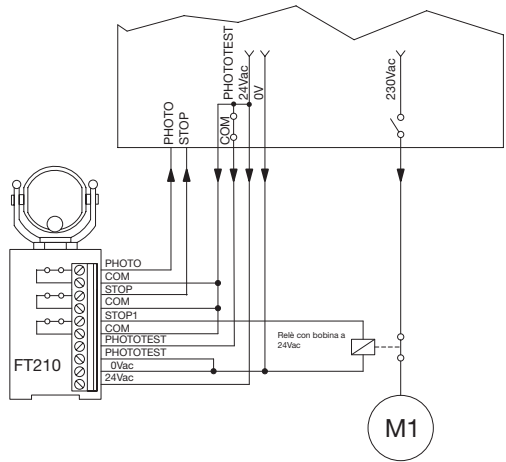 PHOTOTEST
24Vac
0V
230Vac
PHOTO
STOP
COM
PHOTO
COM
STOP
COM
STOP1
COM
PHOTOTEST
PHOTOTEST
0Vac
24Vac
FT210
Relè con bobina a
24Vac
M1